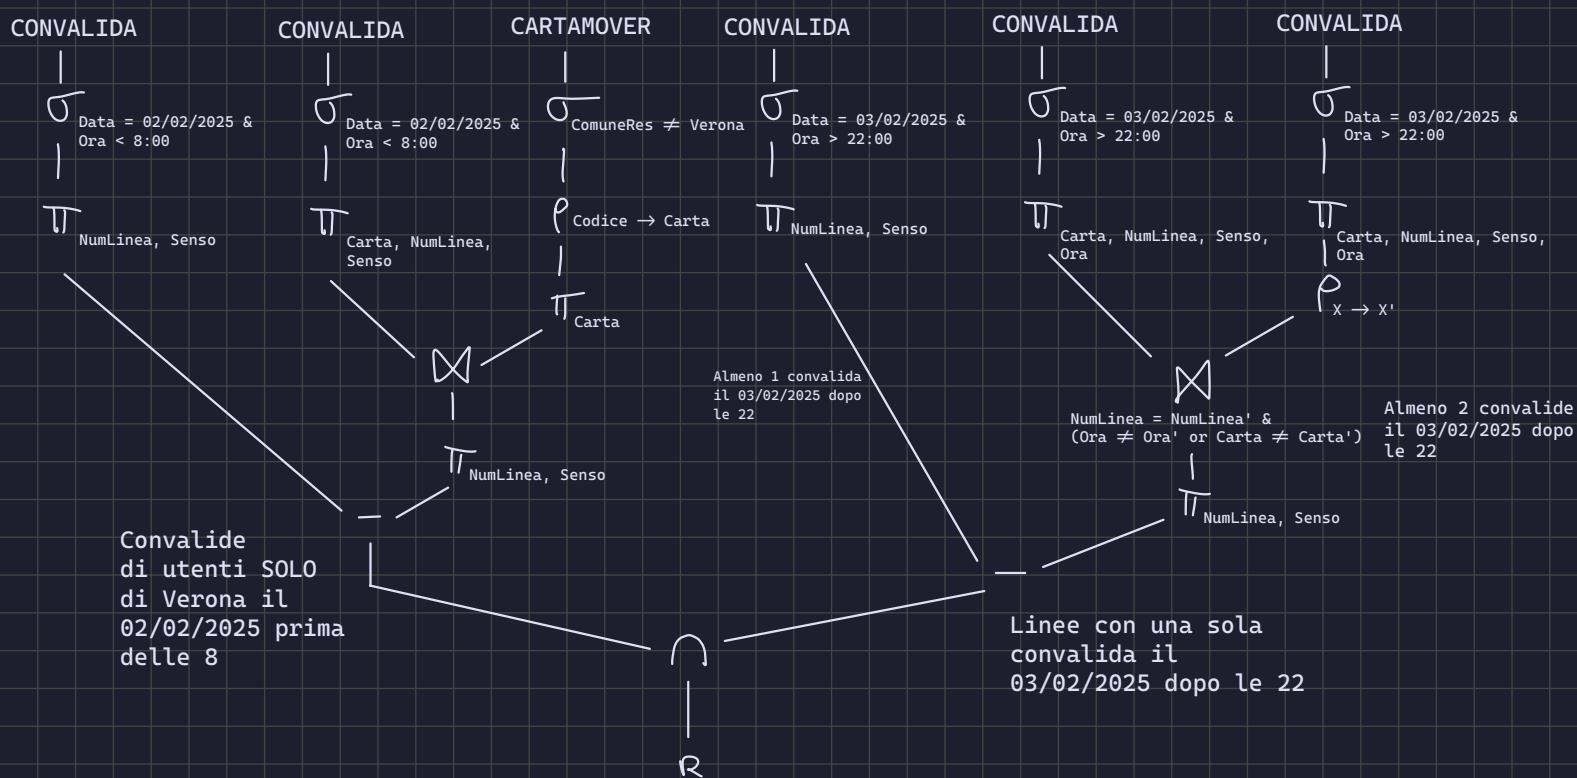 CONVALIDA
CONVALIDA
CARTAMOVER
CONVALIDA
CONVALIDA
CONVALIDA
σ
Data = 02/02/2025 &
Ora < 8:00
σ
Data = 02/02/2025 &
Ora < 8:00
σ
ComuneRes ≠ Verona
σ
Data = 03/02/2025 &
Ora > 22:00
σ
Data = 03/02/2025 &
Ora > 22:00
σ
Data = 03/02/2025 &
Ora > 22:00
π
NumLinea, Senso
π
Carta, NumLinea,
Senso
ρ
Codice → Carta
π
NumLinea, Senso
π
Carta, NumLinea, Senso,
Ora
π
Carta, NumLinea, Senso,
Ora
π
Carta
ρ
X → X'
⋈
⋈
Almeno 1 convalida
il 03/02/2025 dopo
le 22
NumLinea = NumLinea' &
(Ora ≠ Ora' or Carta ≠ Carta')
Almeno 2 convalide
il 03/02/2025 dopo
le 22
π
NumLinea, Senso
π
NumLinea, Senso
—
—
Convalide
di utenti SOLO
di Verona il
02/02/2025 prima
delle 8
Linee con una sola
convalida il
03/02/2025 dopo le 22
∩
R